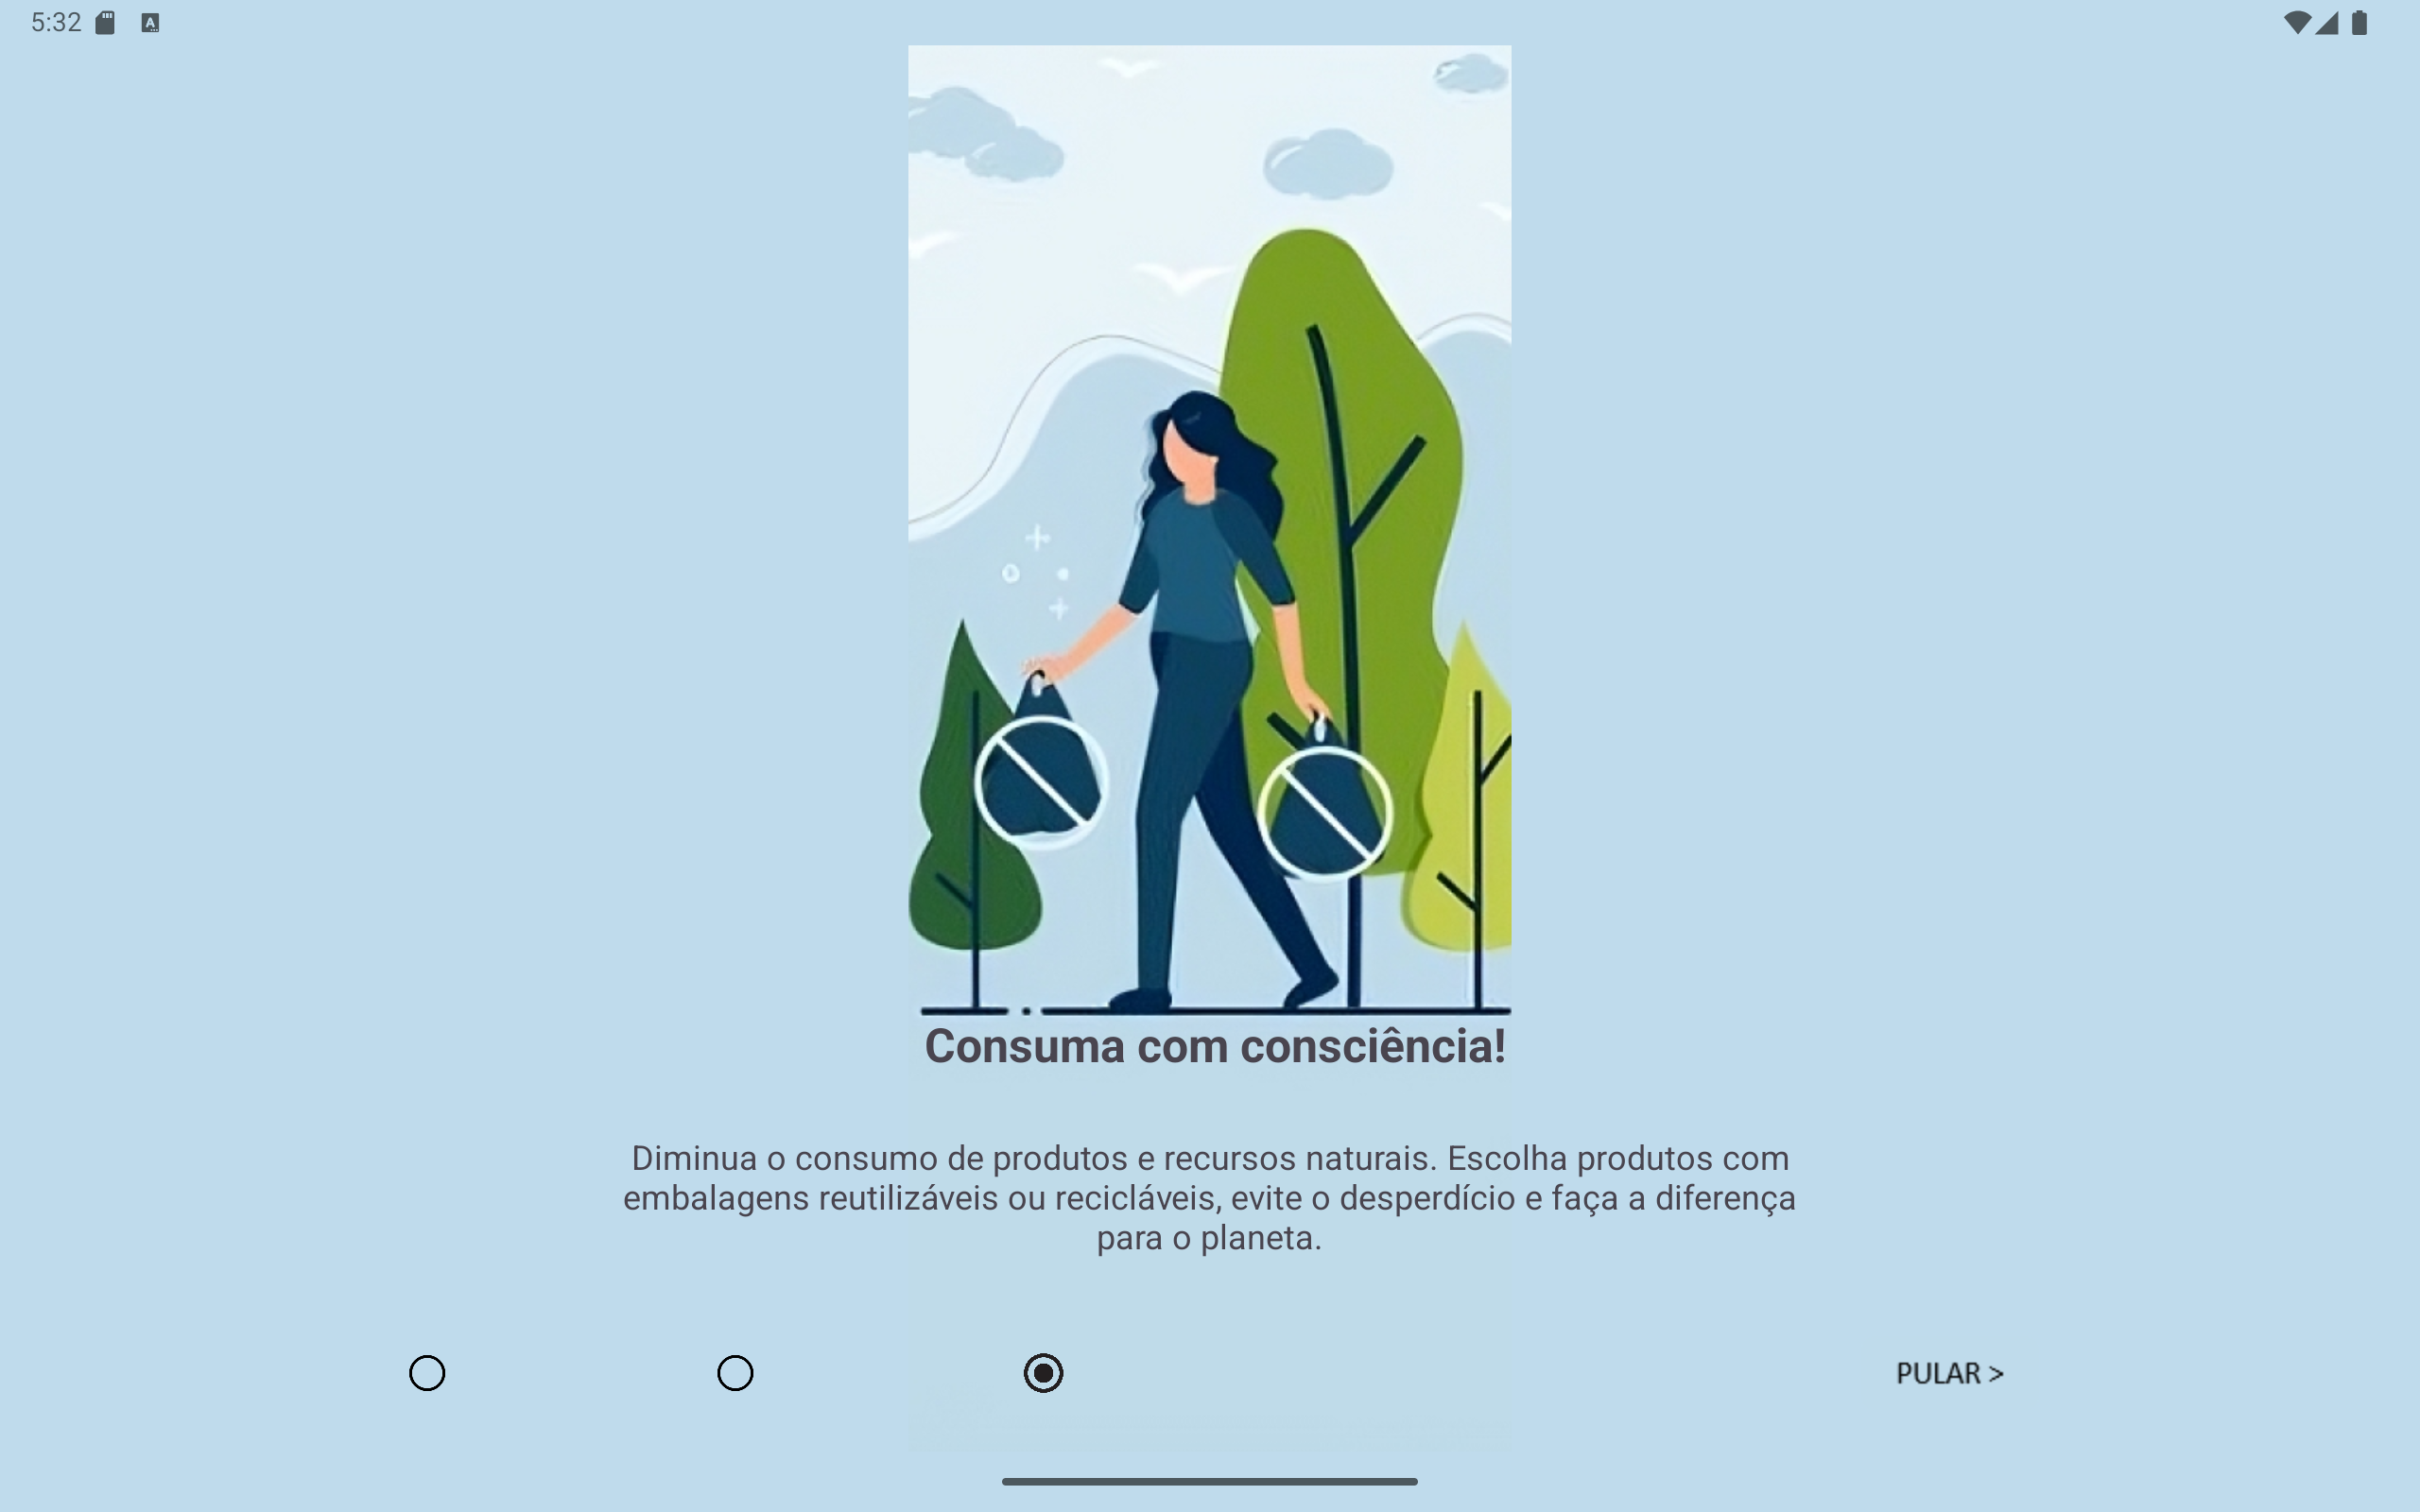 5:32
Consuma com consciência!
Diminua o consumo de produtos e recursos naturais. Escolha produtos com
embalagens reutilizáveis ou recicláveis, evite o desperdício e faça a diferença
para o planeta.
PULAR >